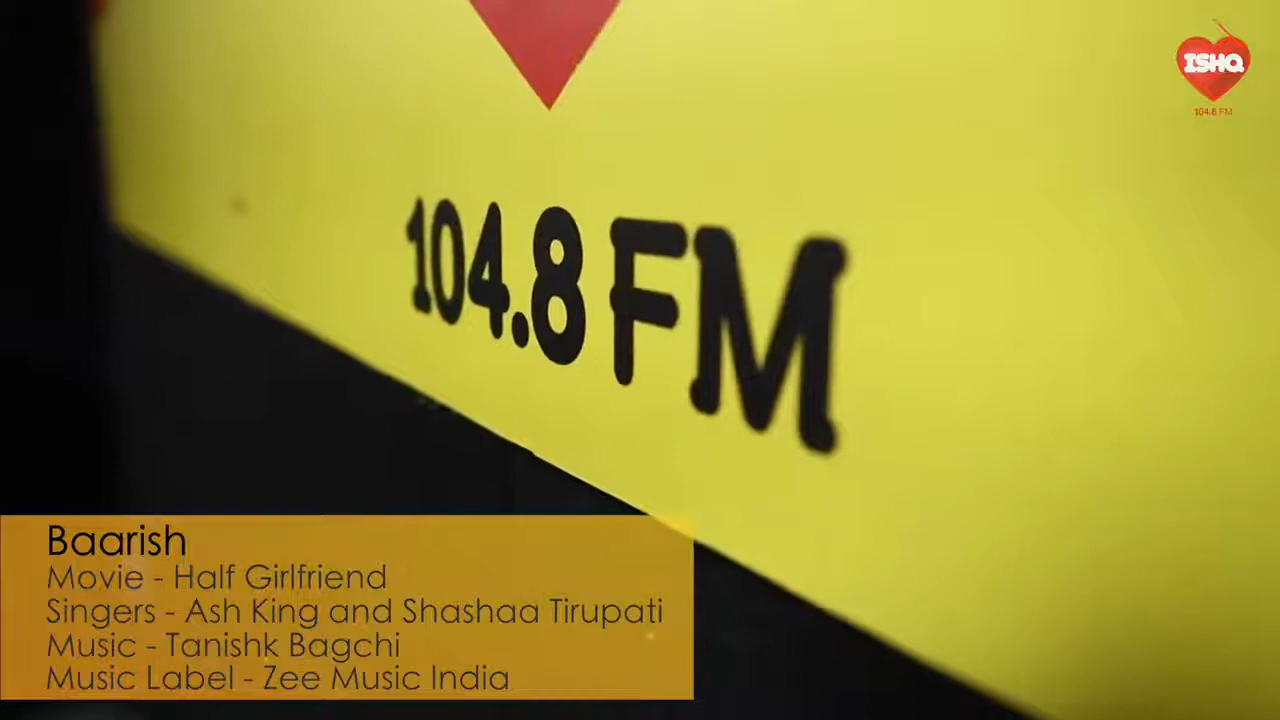 ISHQ
104.8 FM
104.8 FM
Baarish
Movie - Half Girlfriend
Singers - Ash King and Shashaa Tirupati
Music - Tanishk Bagchi
Music Label - Zee Music India